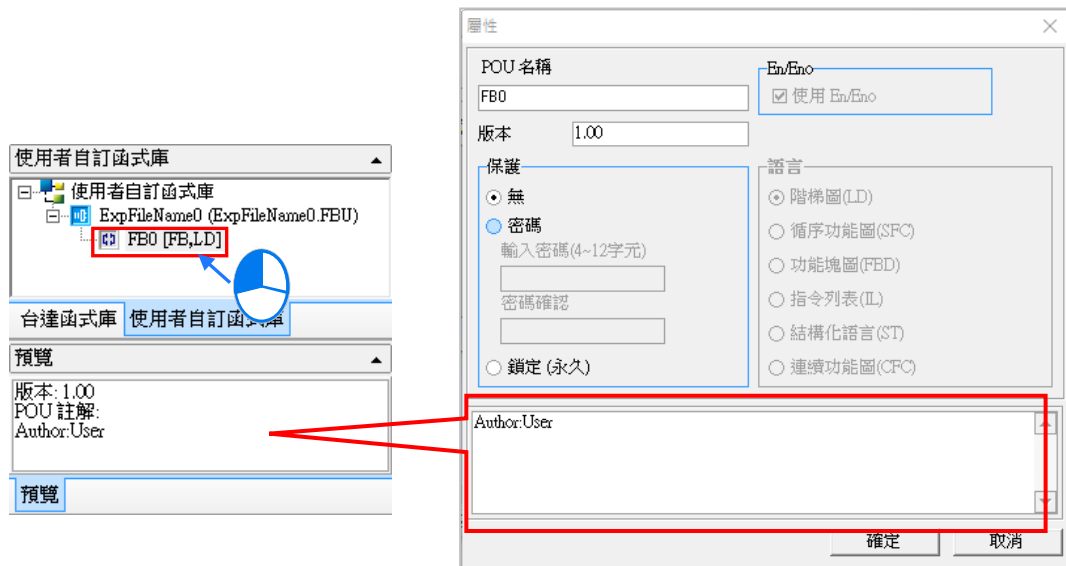 使用者自訂函式庫
使用者自訂函式庫
ExpFileName0 (ExpFileName0.FBU)
FB0 [FB,LD]
台達函式庫
使用者自訂函式庫
預覽
版本: 1.00
POU 註解:
Author:User
預覽
屬性
POU 名稱
FB0
版本 1.00
En/Eno
使用 En/Eno
保護
無
密碼
輸入密碼(4~12字元)
密碼確認
鎖定 (永久)
語言
階梯圖(LD)
循序功能圖(SFC)
功能塊圖(FBD)
指令列表(IL)
結構化語言(ST)
連續功能圖(CFC)
Author:User
確定
取消